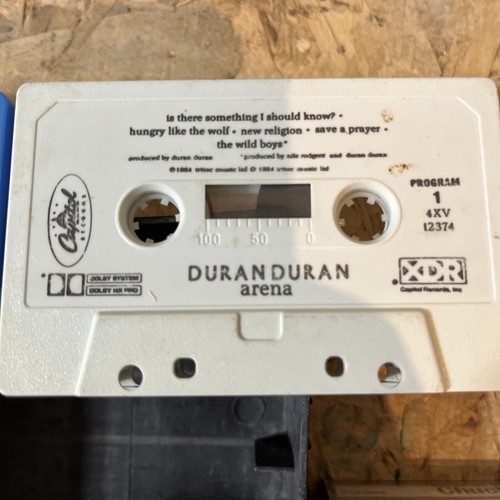 is there something I should know? •
hungry like the wolf • new religion • save a prayer •
the wild boys*
produced by duran duran *produced by nile rodgers and duran duran
℗1984 tritec music ltd © 1984 tritec music ltd
PROGRAM
1
4XV
12374
Capitol
RECORDS
100 50 0
DURAN DURAN
arena
DOLBY SYSTEM
DOLBY HX PRO
XDR
Capitol Records, Inc